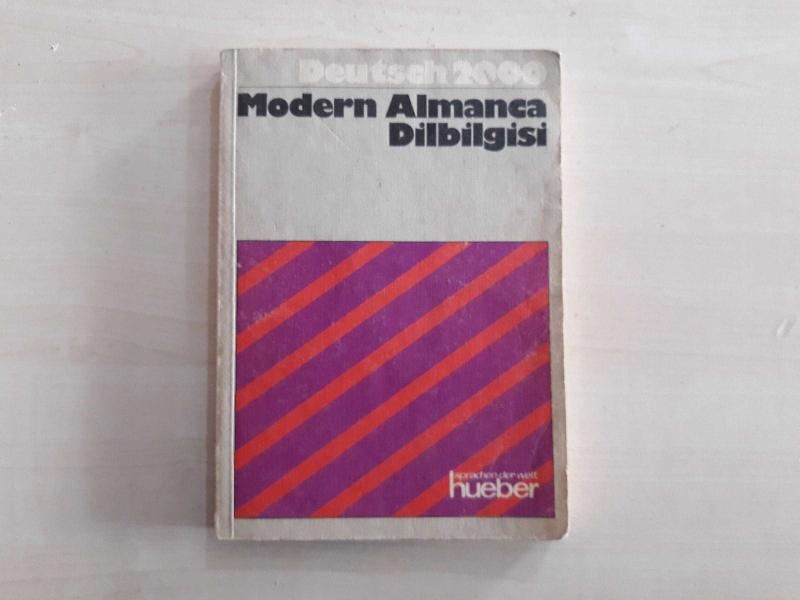 Deutsch 2000
Modern Almanca
Dilbilgisi
sprachen der welt
hueber